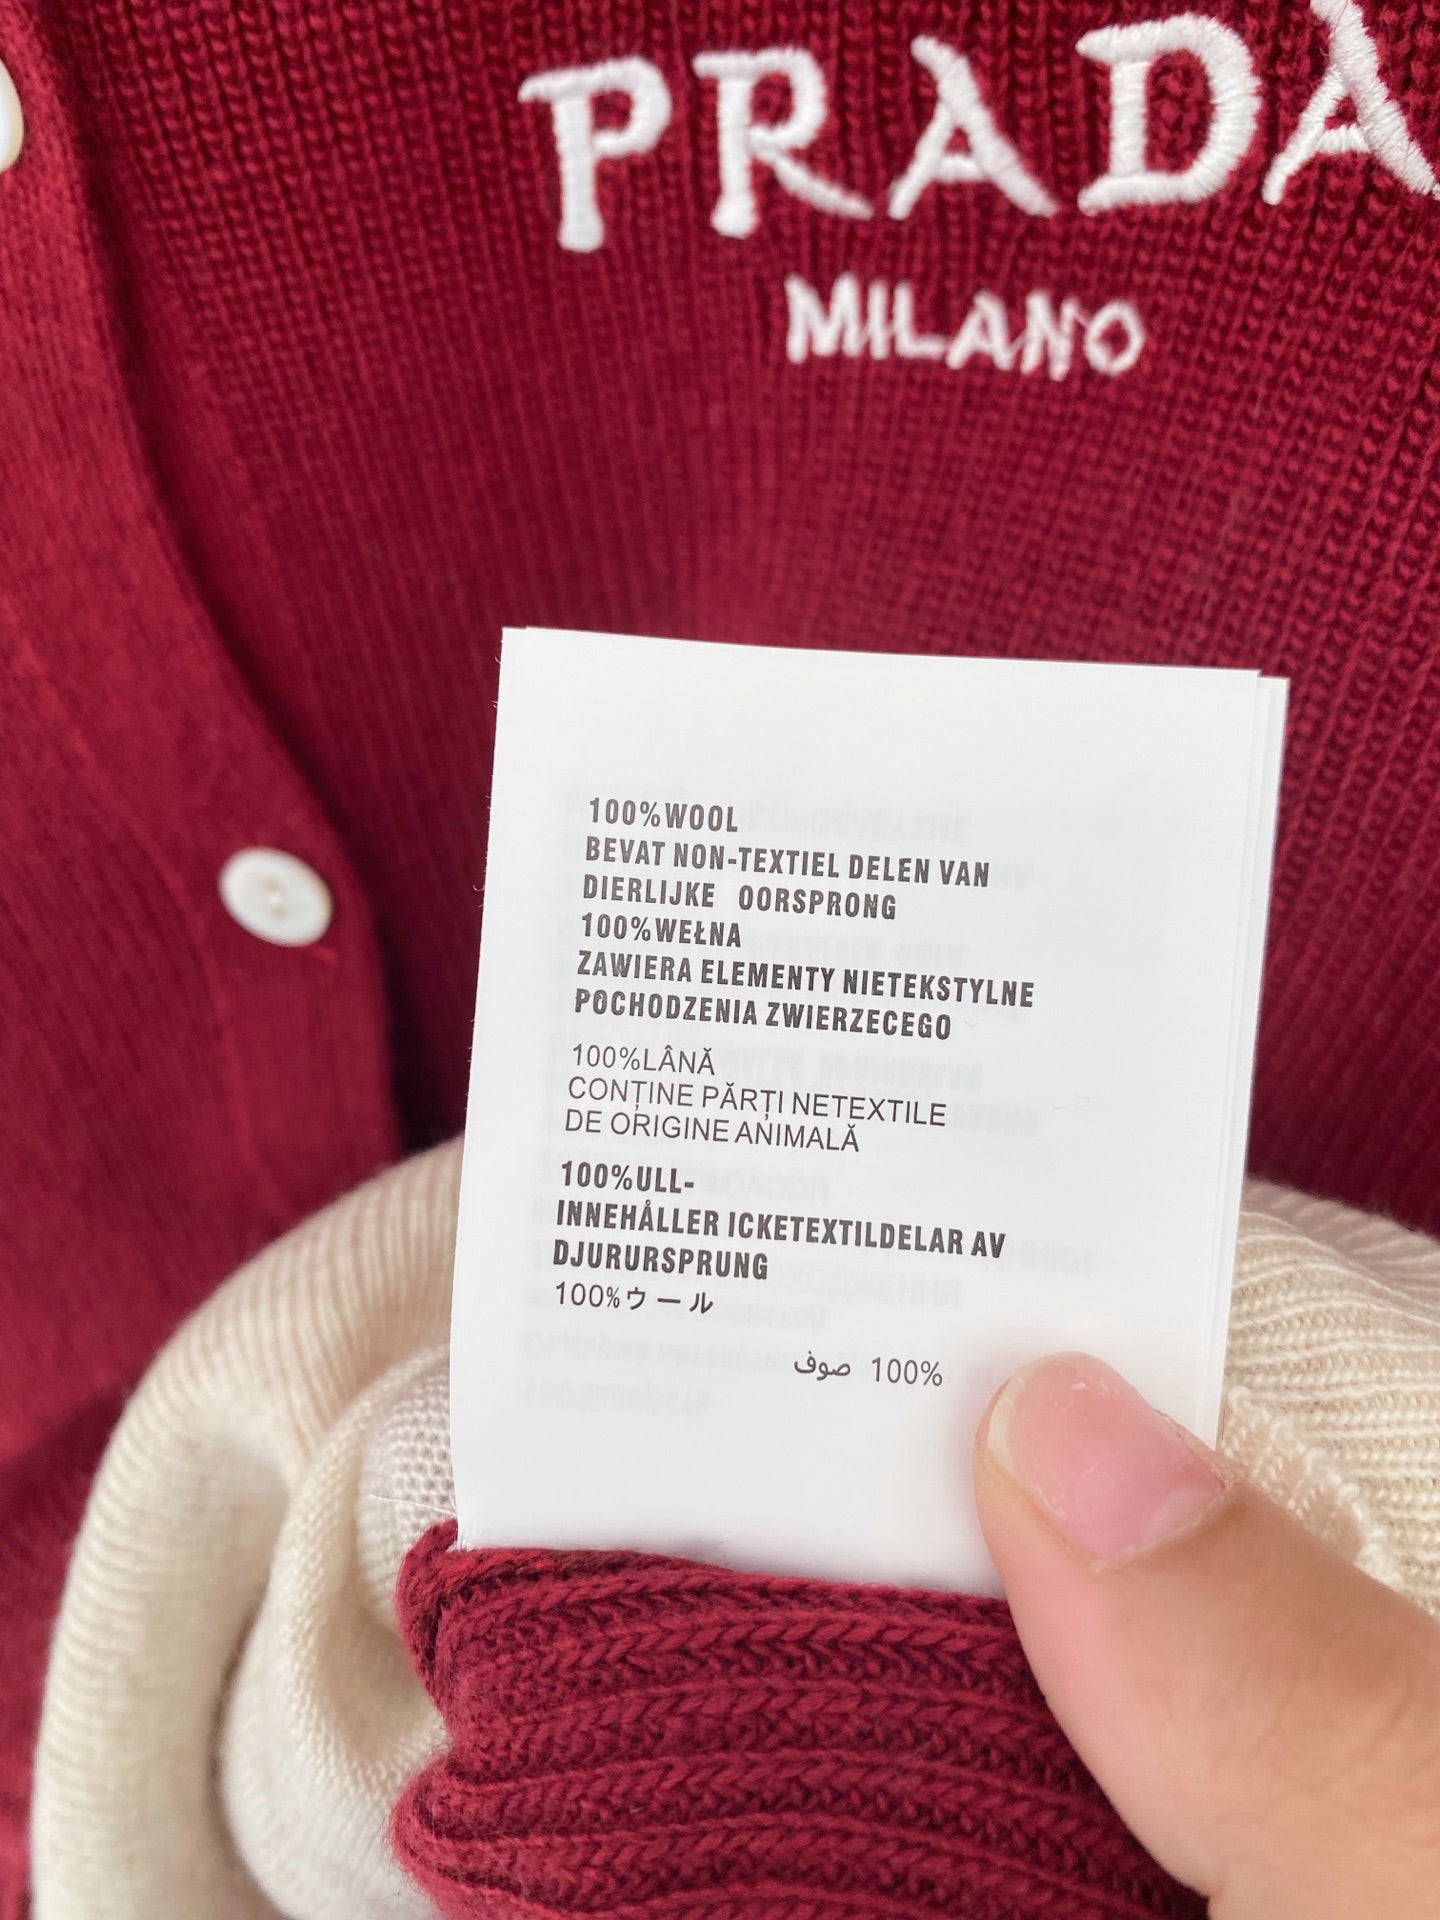 PRADA
MILANO
100%WOOL
BEVAT NON-TEXTIEL DELEN VAN
DIERLIJKE OORSPRONG
100%WEŁNA
ZAWIERA ELEMENTY NIETEKSTYLNE
POCHODZENIA ZWIERZECEGO
100%LÂNĂ
CONȚINE PĂRȚI NETEXTILE
DE ORIGINE ANIMALĂ
100%ULL-
INNEHÅLLER ICKETEXTILDELAR AV
DJURURSPRUNG
100%ウール
100% صوف